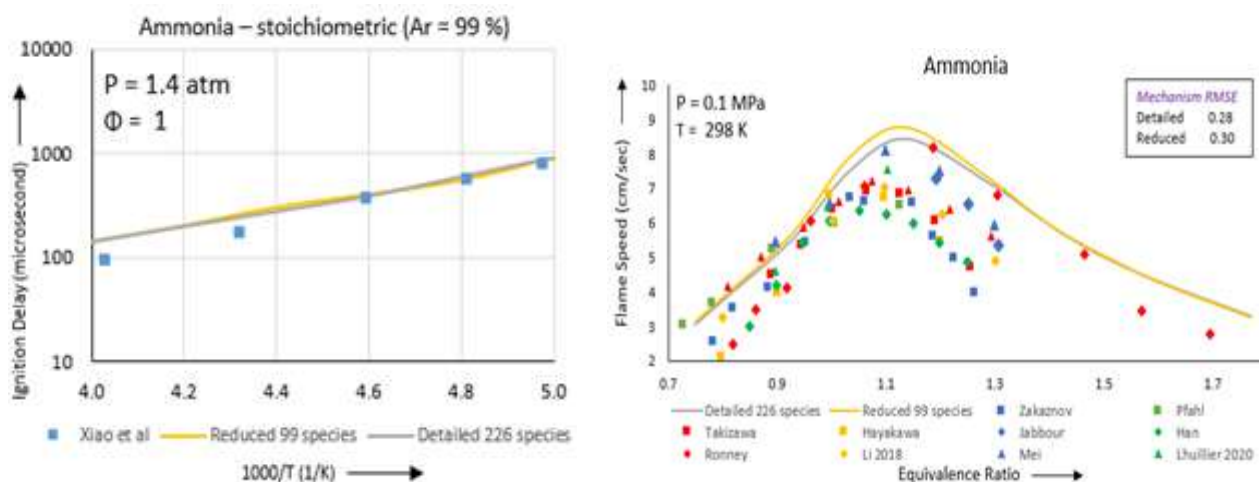 Ammonia – stoichiometric (Ar = 99 %)
10000
1000
100
10
P = 1.4 atm
Φ = 1
Ignition Delay (microsecond)
4.0 4.2 4.4 4.6 4.8 5.0
Xiao et al Reduced 99 species Detailed 226 species
1000/T (1/K)
Ammonia
10
9
8
7
6
5
4
3
2
P = 0.1 MPa
T = 298 K
Mechanism RMSE
Detailed 0.28
Reduced 0.30
Flame Speed (cm/sec)
0.7 0.9 1.1 1.3 1.5 1.7
Detailed 226 species Reduced 99 species Zakaznov Pfahl
Takizawa Hayakawa Jabbour Han
Ronney Li 2018 Mei Lhuillier 2020
Equivalence Ratio